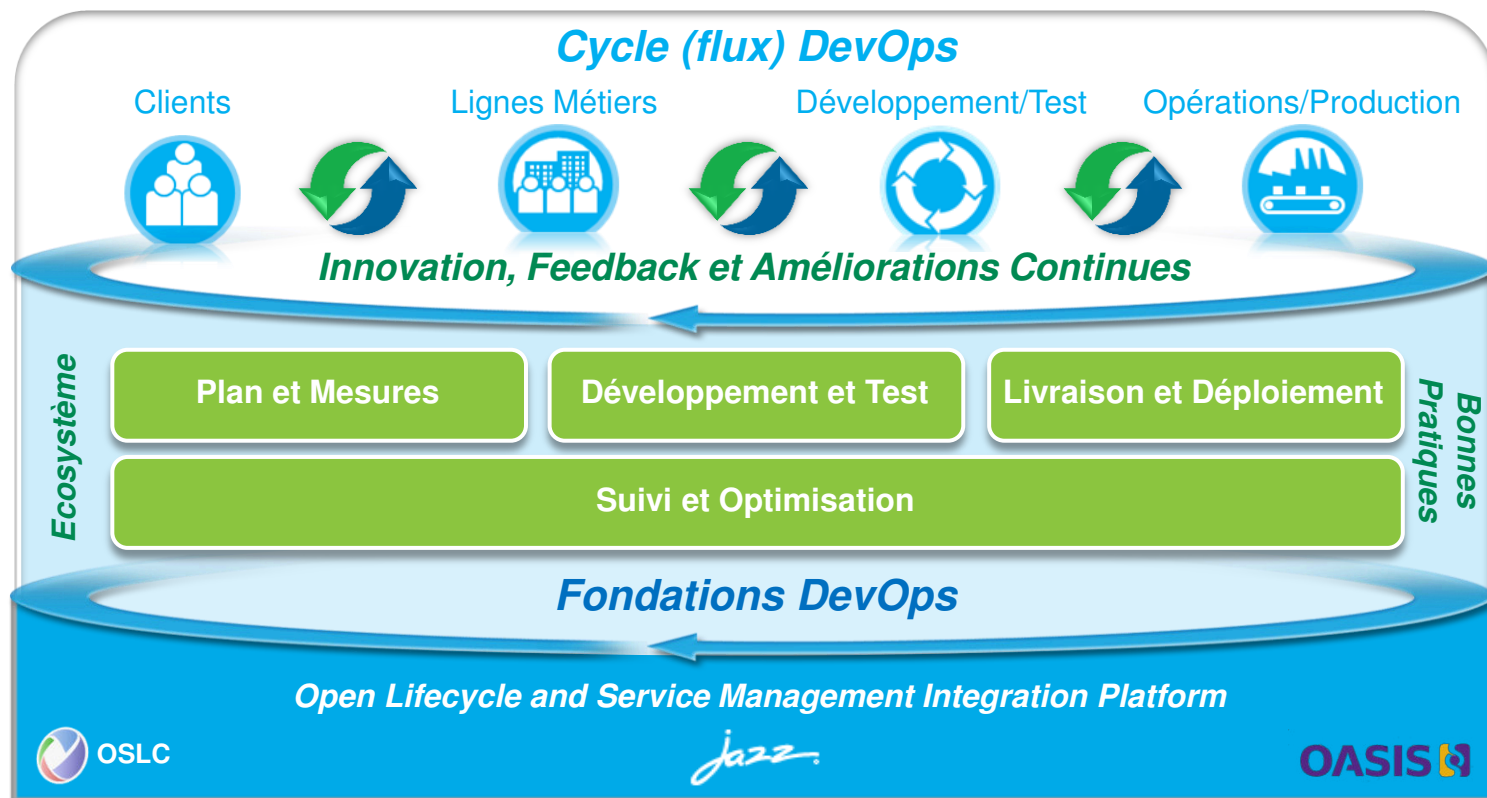 Cycle (flux) DevOps
Clients
Lignes Métiers
Développement/Test
Opérations/Production
Innovation, Feedback et Améliorations Continues
Ecosystème
Plan et Mesures
Développement et Test
Livraison et Déploiement
Bonnes
Pratiques
Suivi et Optimisation
Fondations DevOps
Open Lifecycle and Service Management Integration Platform
OSLC
jazz
OASIS